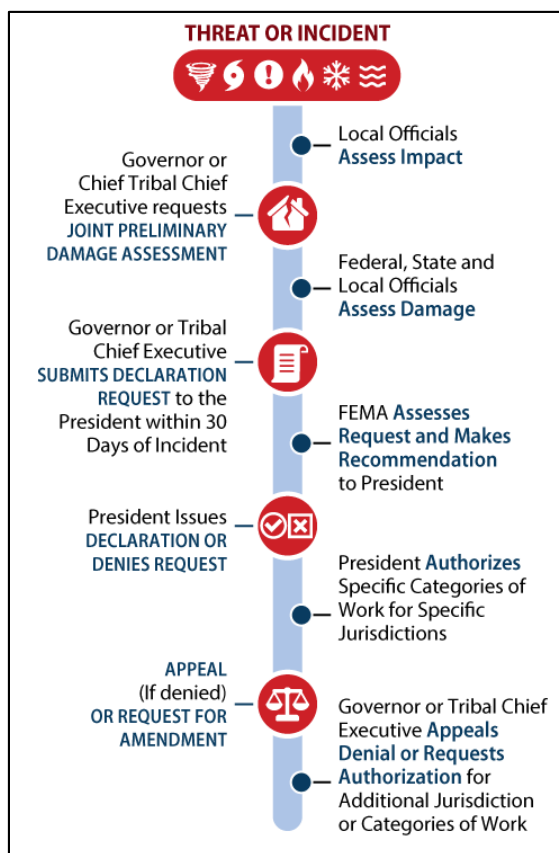 THREAT OR INCIDENT
Local Officials
Assess Impact
Governor or
Chief Tribal Chief
Executive requests
JOINT PRELIMINARY
DAMAGE ASSESSMENT
Federal, State and
Local Officials
Assess Damage
Governor or Tribal
Chief Executive
SUBMITS DECLARATION
REQUEST to the
President within 30
Days of Incident
FEMA Assesses
Request and Makes
Recommendation
to President
President Issues
DECLARATION OR
DENIES REQUEST
President Authorizes
Specific Categories of
Work for Specific
Jurisdictions
APPEAL
(If denied)
OR REQUEST FOR
AMENDMENT
Governor or Tribal Chief
Executive Appeals
Denial or Requests
Authorization for
Additional Jurisdiction
or Categories of Work